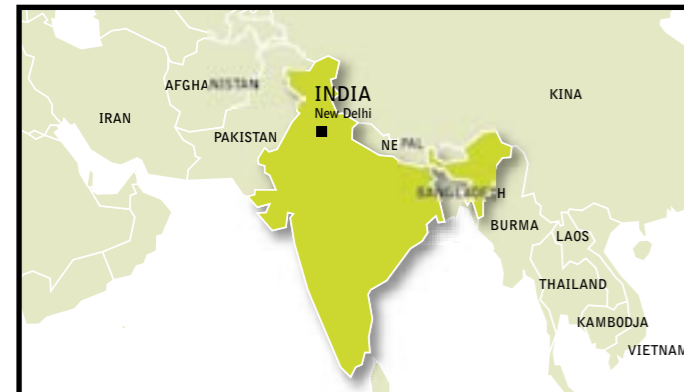 INDIA
New Delhi
KINA
AFGHANISTAN
IRAN
PAKISTAN
NEPAL
BANGLADESH
BURMA
LAOS
THAILAND
KAMBODJA
VIETNAM